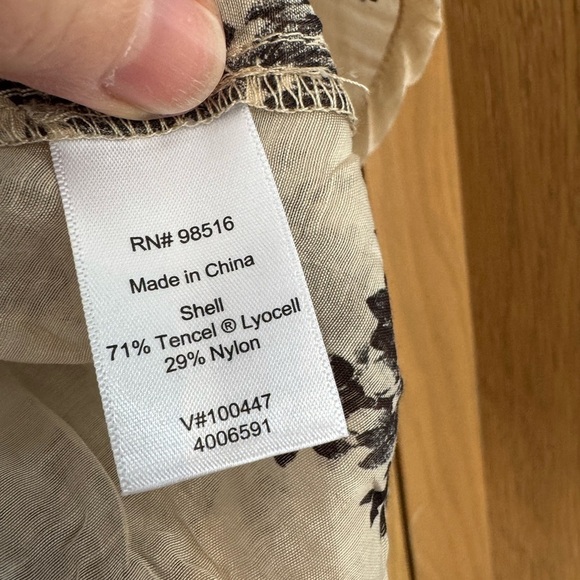 RN# 98516
Made in China
Shell
71% Tencel ® Lyocell
29% Nylon
V#100447
4006591